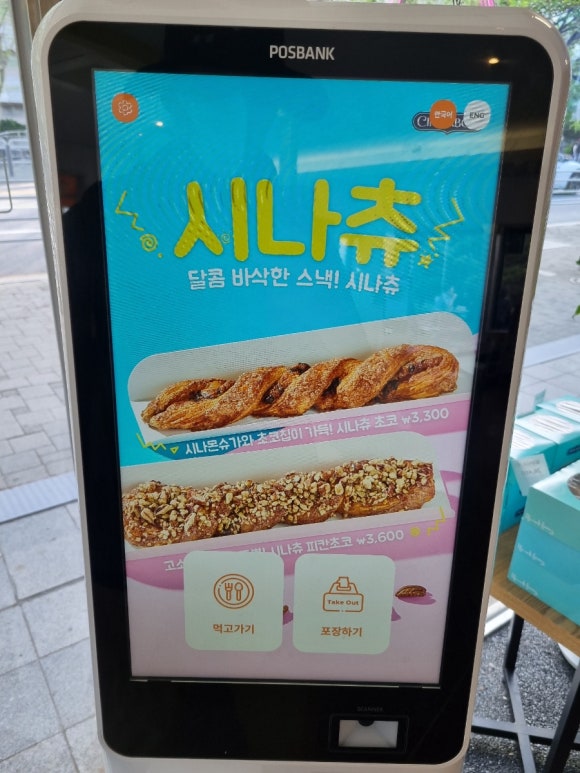 POSBANK
한국어
ENG
시나츄
달콤 바삭한 스낵! 시나츄
시나몬슈가와 초코칩이 가득! 시나츄 초코 ₩3,300
시나츄 피칸초코 ₩3,600
먹고가기
Take Out
포장하기
SCANNER